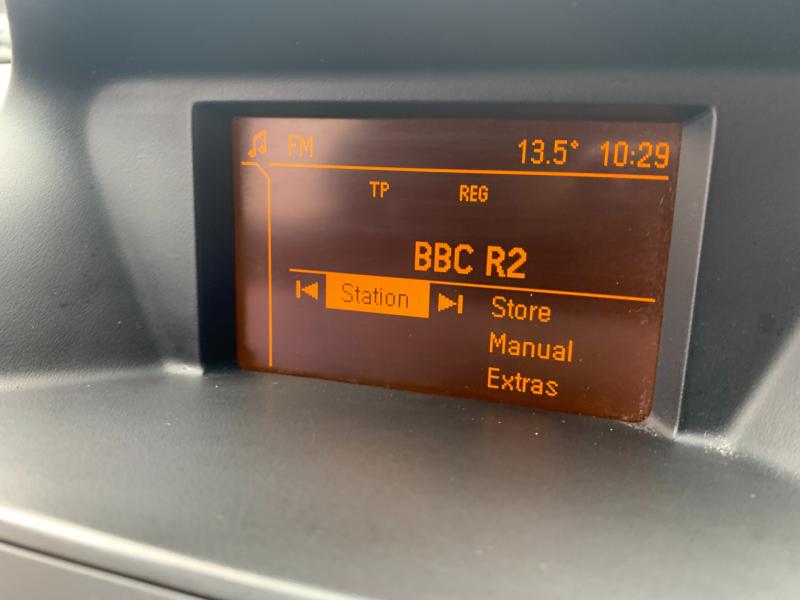 FM 13.5° 10:29
TP REG
BBC R2
Station
Store
Manual
Extras